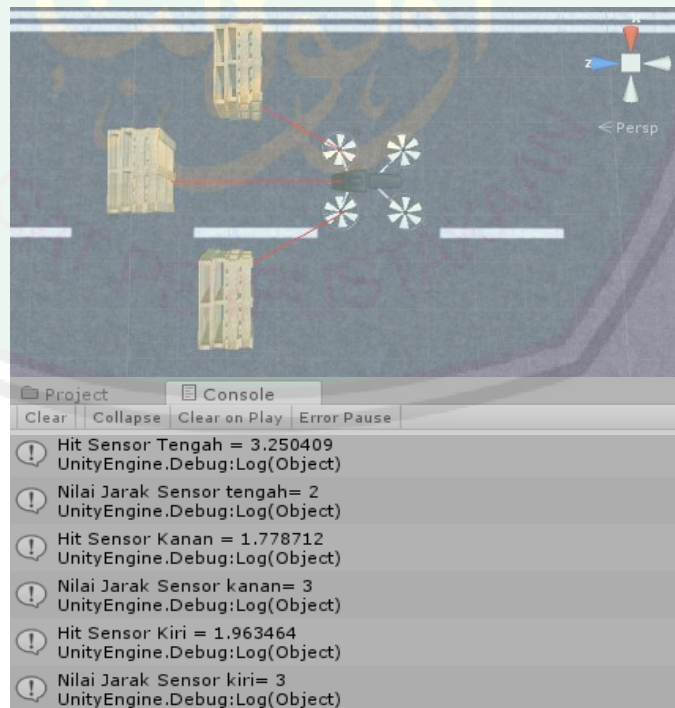 x
z
Persp
PUSAT PERPUSTAKAAN
Project Console
Clear Collapse Clear on Play Error Pause
Hit Sensor Tengah = 3.250409
UnityEngine.Debug:Log(Object)
Nilai Jarak Sensor tengah= 2
UnityEngine.Debug:Log(Object)
Hit Sensor Kanan = 1.778712
UnityEngine.Debug:Log(Object)
Nilai Jarak Sensor kanan= 3
UnityEngine.Debug:Log(Object)
Hit Sensor Kiri = 1.963464
UnityEngine.Debug:Log(Object)
Nilai Jarak Sensor kiri= 3
UnityEngine.Debug:Log(Object)